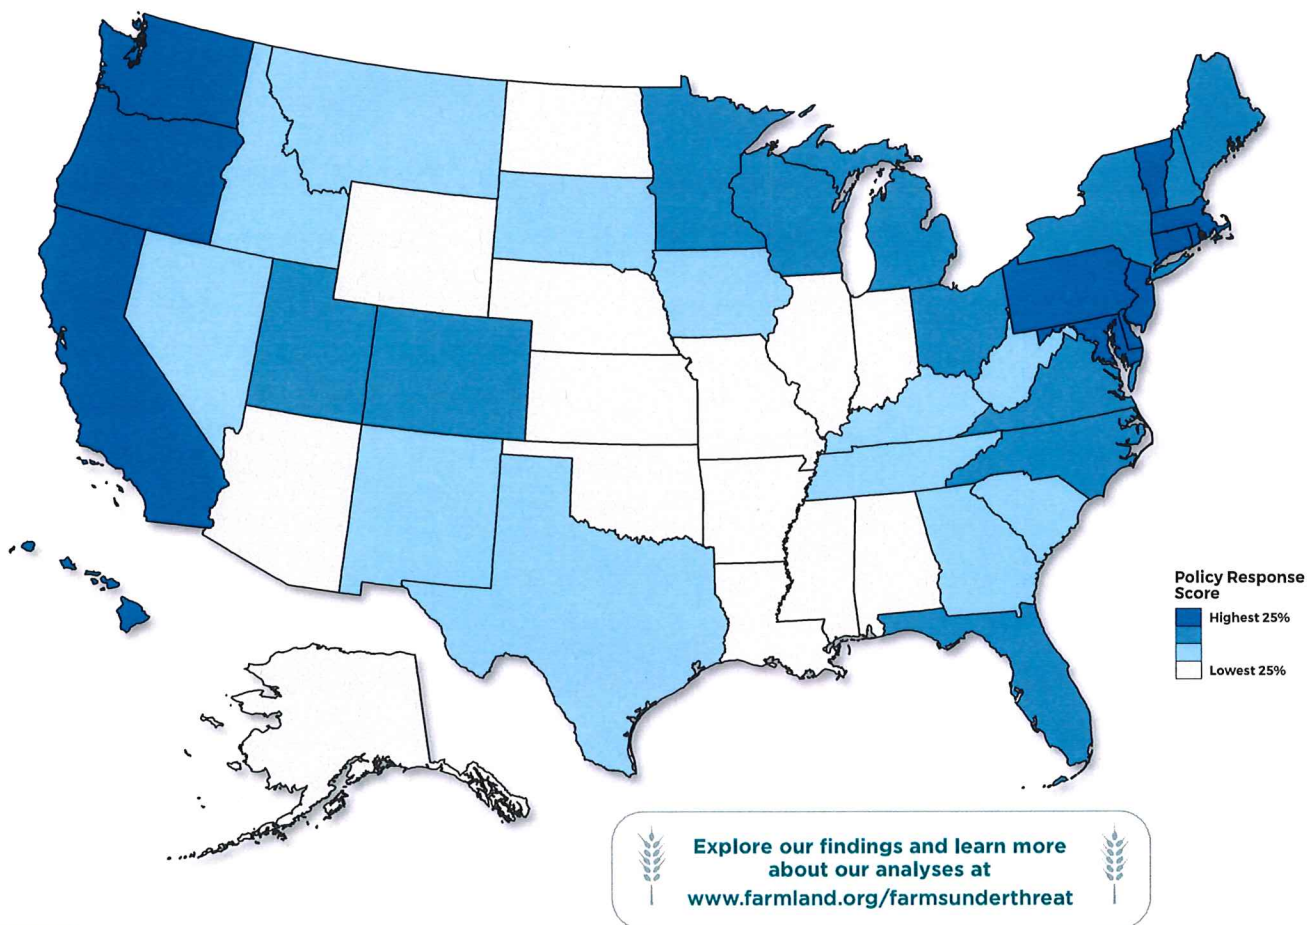 Policy Response
Score
Highest 25%
Lowest 25%
Explore our findings and learn more
about our analyses at
www.farmland.org/farmsunderthreat